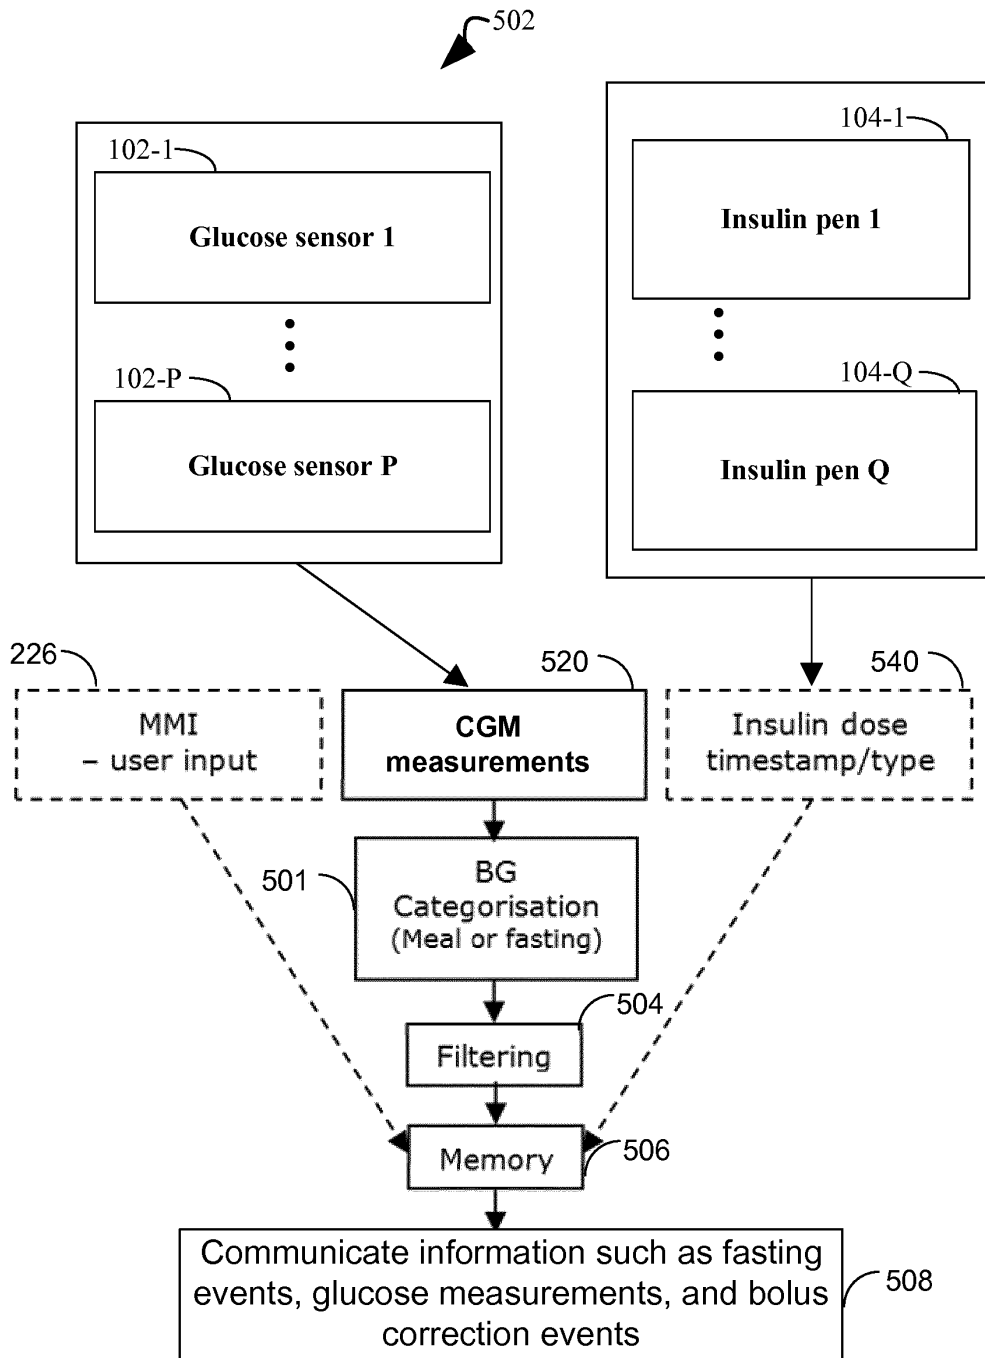 502
102-1
Glucose sensor 1
102-P
Glucose sensor P
104-1
Insulin pen 1
104-Q
Insulin pen Q
226
MMI
– user input
520
CGM
measurements
540
Insulin dose
timestamp/type
501
BG
Categorisation
(Meal or fasting)
504
Filtering
506
Memory
Communicate information such as fasting
events, glucose measurements, and bolus
correction events
508